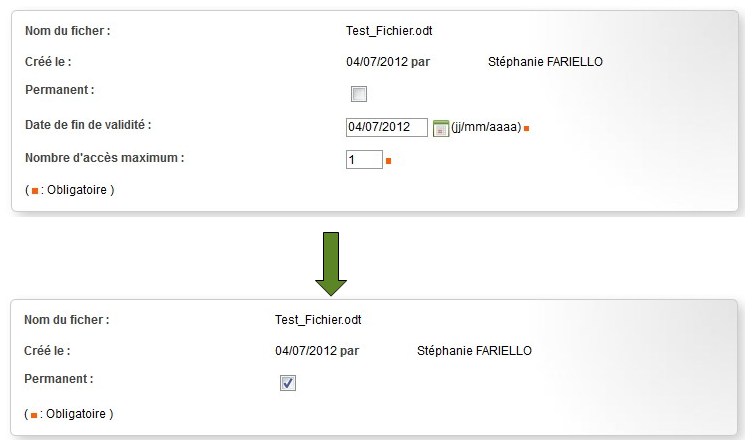 Nom du ficher :	Test_Fichier.odt
Créé le :	04/07/2012 par	Stéphanie FARIELLO
Permanent :
Date de fin de validité :	04/07/2012	(jj/mm/aaaa)
Nombre d'accès maximum :	1
( : Obligatoire )
Nom du ficher :	Test_Fichier.odt
Créé le :	04/07/2012 par	Stéphanie FARIELLO
Permanent :
( : Obligatoire )